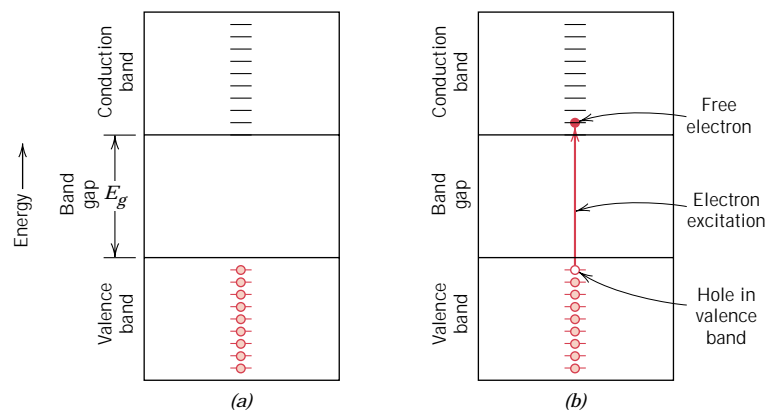 Energy
Conduction
band
Band
gap
E_g
Valence
band
(a)
Conduction
band
Band
gap
Valence
band
Free
electron
Electron
excitation
Hole in
valence
band
(b)